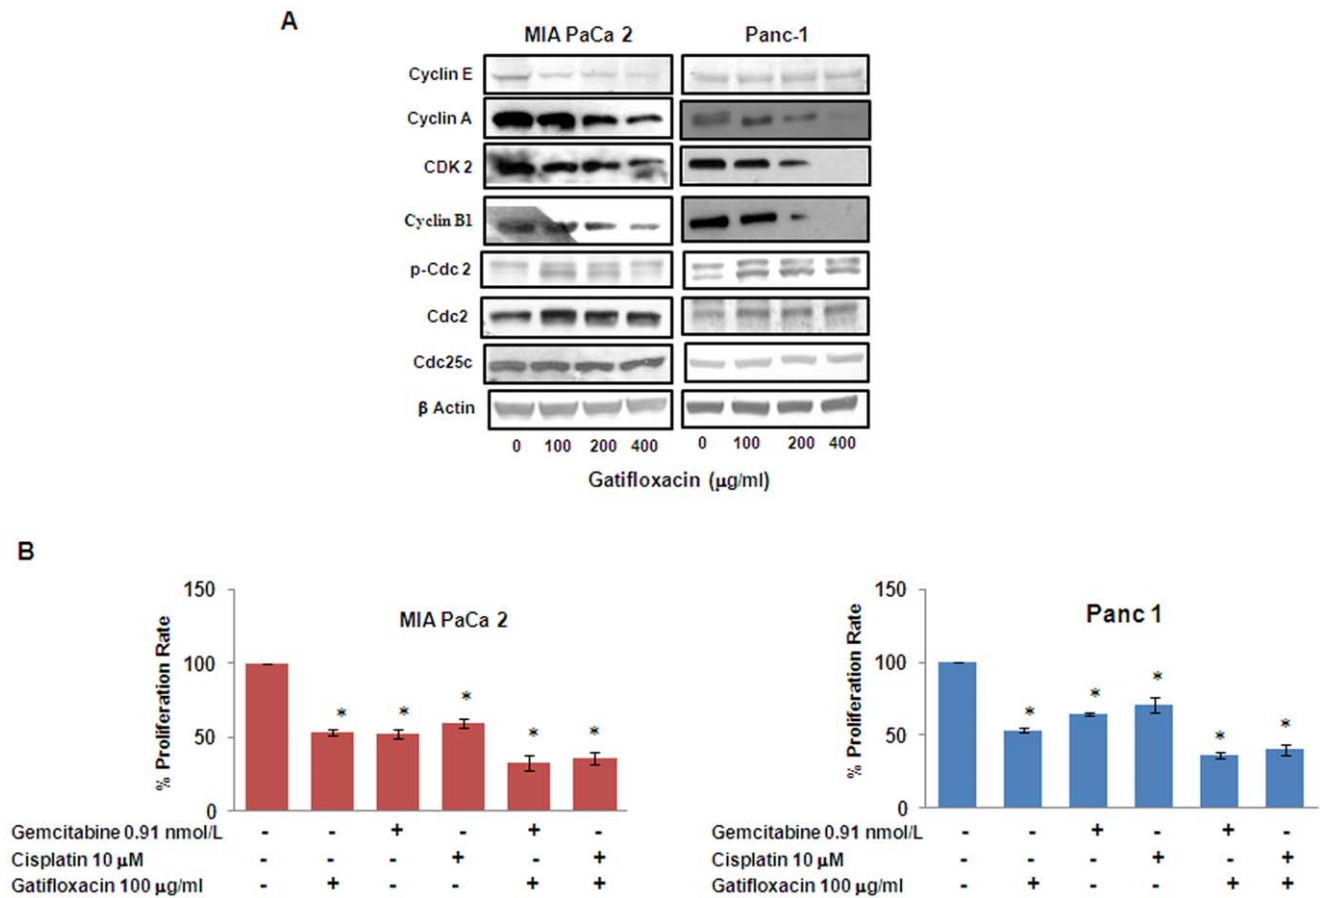 A
MIA PaCa 2 Panc-1
Cyclin E
Cyclin A
CDK 2
Cyclin B1
p-Cdc 2
Cdc2
Cdc25c
β Actin
0 100 200 400 0 100 200 400
Gatifloxacin (μg/ml)
B
150 150
MIA PaCa 2 Panc 1
% Proliferation Rate % Proliferation Rate
100 100
* * * * * * * * * *
50 50
0 0
Gemcitabine 0.91 nmol/L - - + - + - Gemcitabine 0.91 nmol/L - - + - + -
Cisplatin 10 μM - - - + - + Cisplatin 10 μM - - - + - +
Gatifloxacin 100 μg/ml - + - - + + Gatifloxacin 100 μg/ml - + - - + +